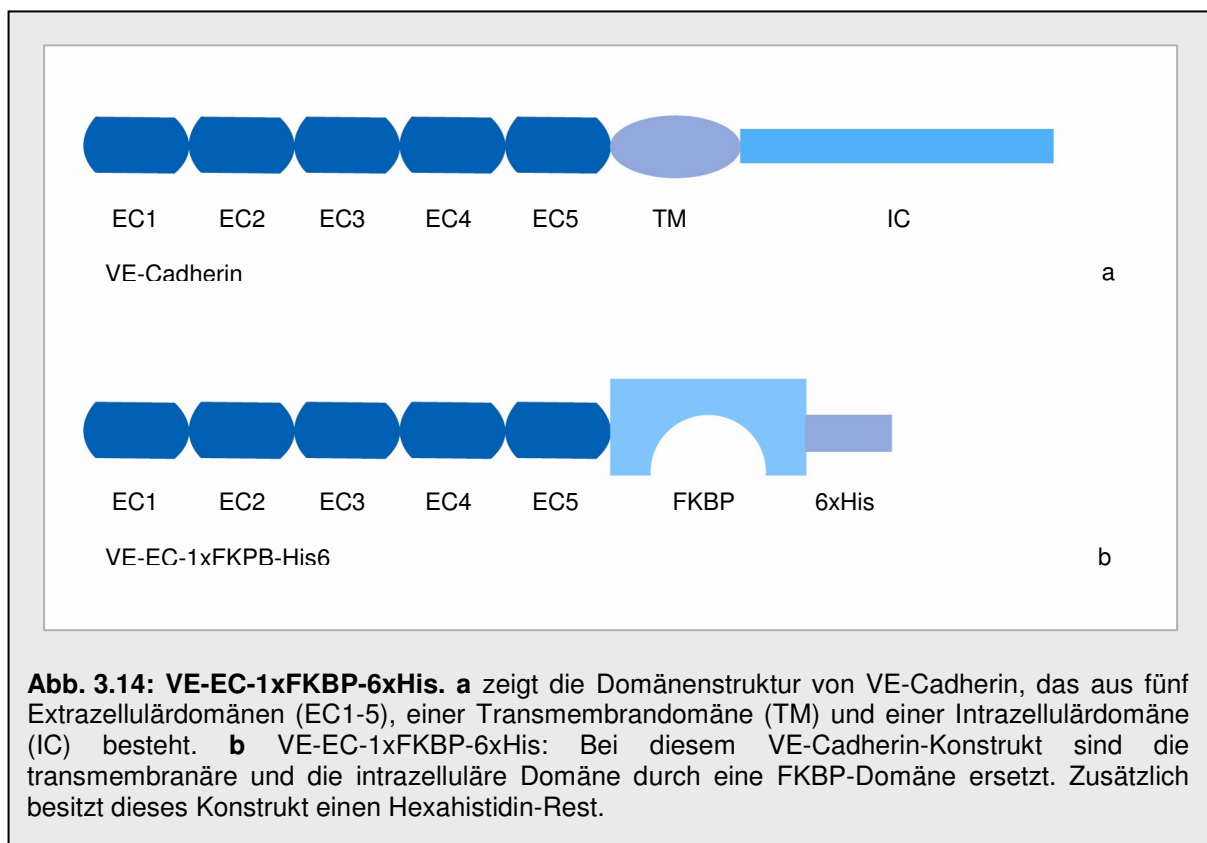 EC1 EC2 EC3 EC4 EC5 TM IC
VE-Cadherin a
EC1 EC2 EC3 EC4 EC5 FKBP 6xHis
VE-EC-1xFKPB-His6 b
Abb. 3.14: VE-EC-1xFKBP-6xHis. a zeigt die Domänenstruktur von VE-Cadherin, das aus fünf
Extrazellulärdomänen (EC1-5), einer Transmembrandomäne (TM) und einer Intrazellulärdomäne
(IC) besteht. b VE-EC-1xFKBP-6xHis: Bei diesem VE-Cadherin-Konstrukt sind die
transmembranäre und die intrazelluläre Domäne durch eine FKBP-Domäne ersetzt. Zusätzlich
besitzt dieses Konstrukt einen Hexahistidin-Rest.